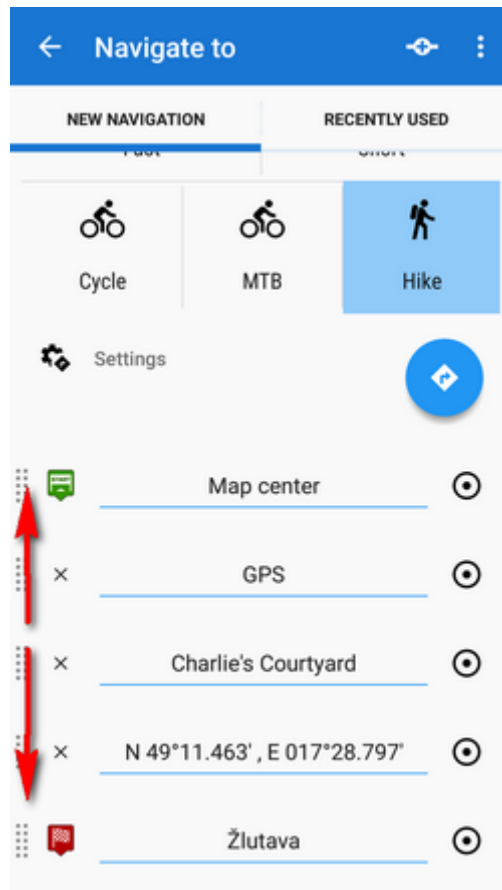 Navigate to
NEW NAVIGATION RECENTLY USED
Cycle MTB Hike
Settings
Map center
GPS
Charlie's Courtyard
N 49°11.463' , E 017°28.797'
Žlutava